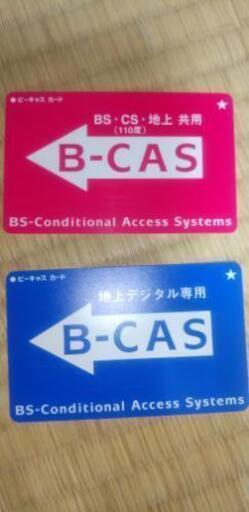 ●ビーキャス カード
BS・CS・地上 共用
(110度)
B-CAS
BS-Conditional Access Systems
●ビーキャス カード
地上デジタル専用
B-CAS
BS-Conditional Access Systems